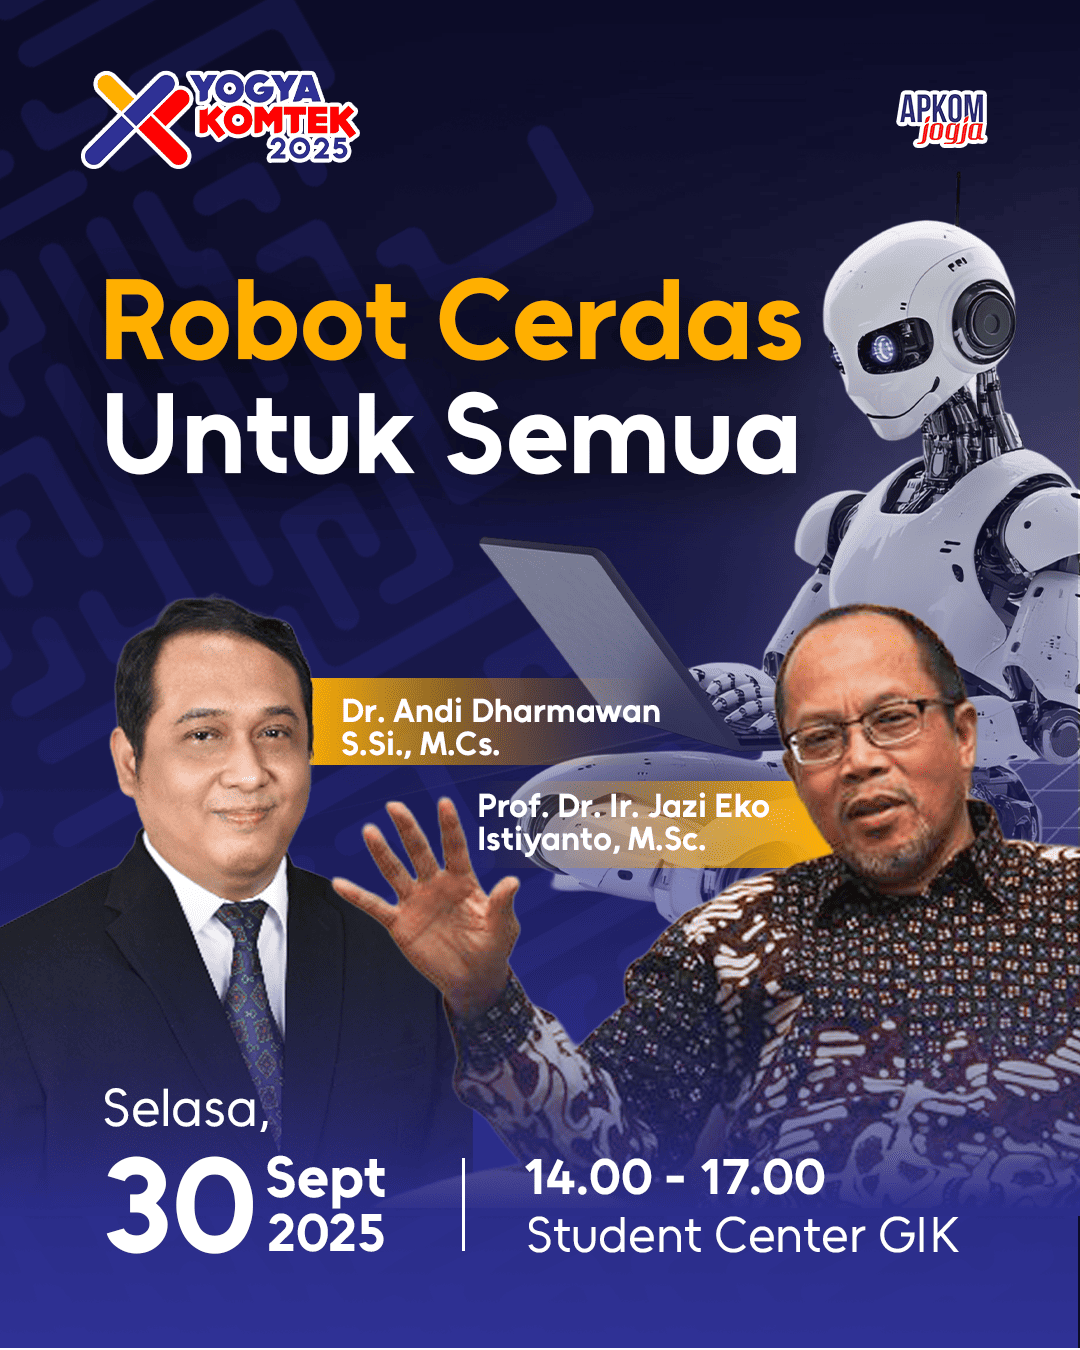 YOGYA
KOMTEK
2025
APKOM
jogja
Robot Cerdas
Untuk Semua
Dr. Andi Dharmawan
S.Si., M.Cs.
Prof. Dr. Ir. Jazi Eko
Istiyanto, M.Sc.
Selasa,
30 Sept
2025
14.00 - 17.00
Student Center GIK